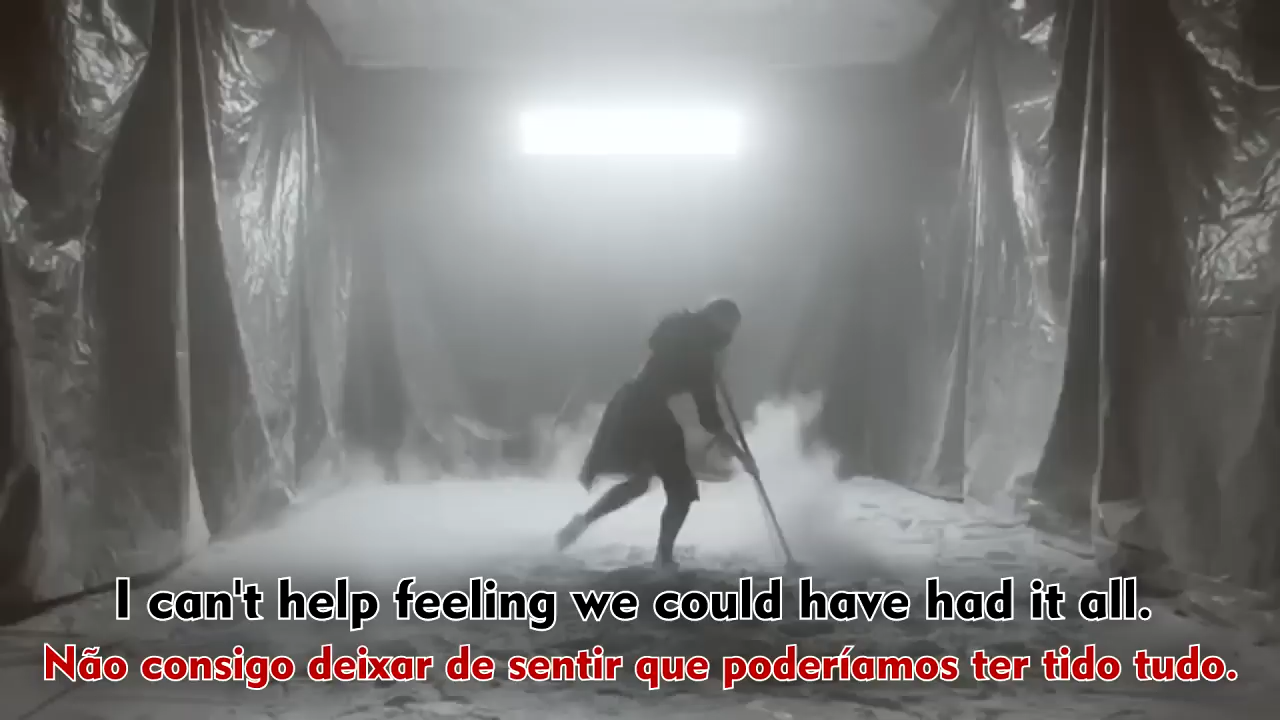 I can't help feeling we could have had it all.
Não consigo deixar de sentir que poderíamos ter tido tudo.